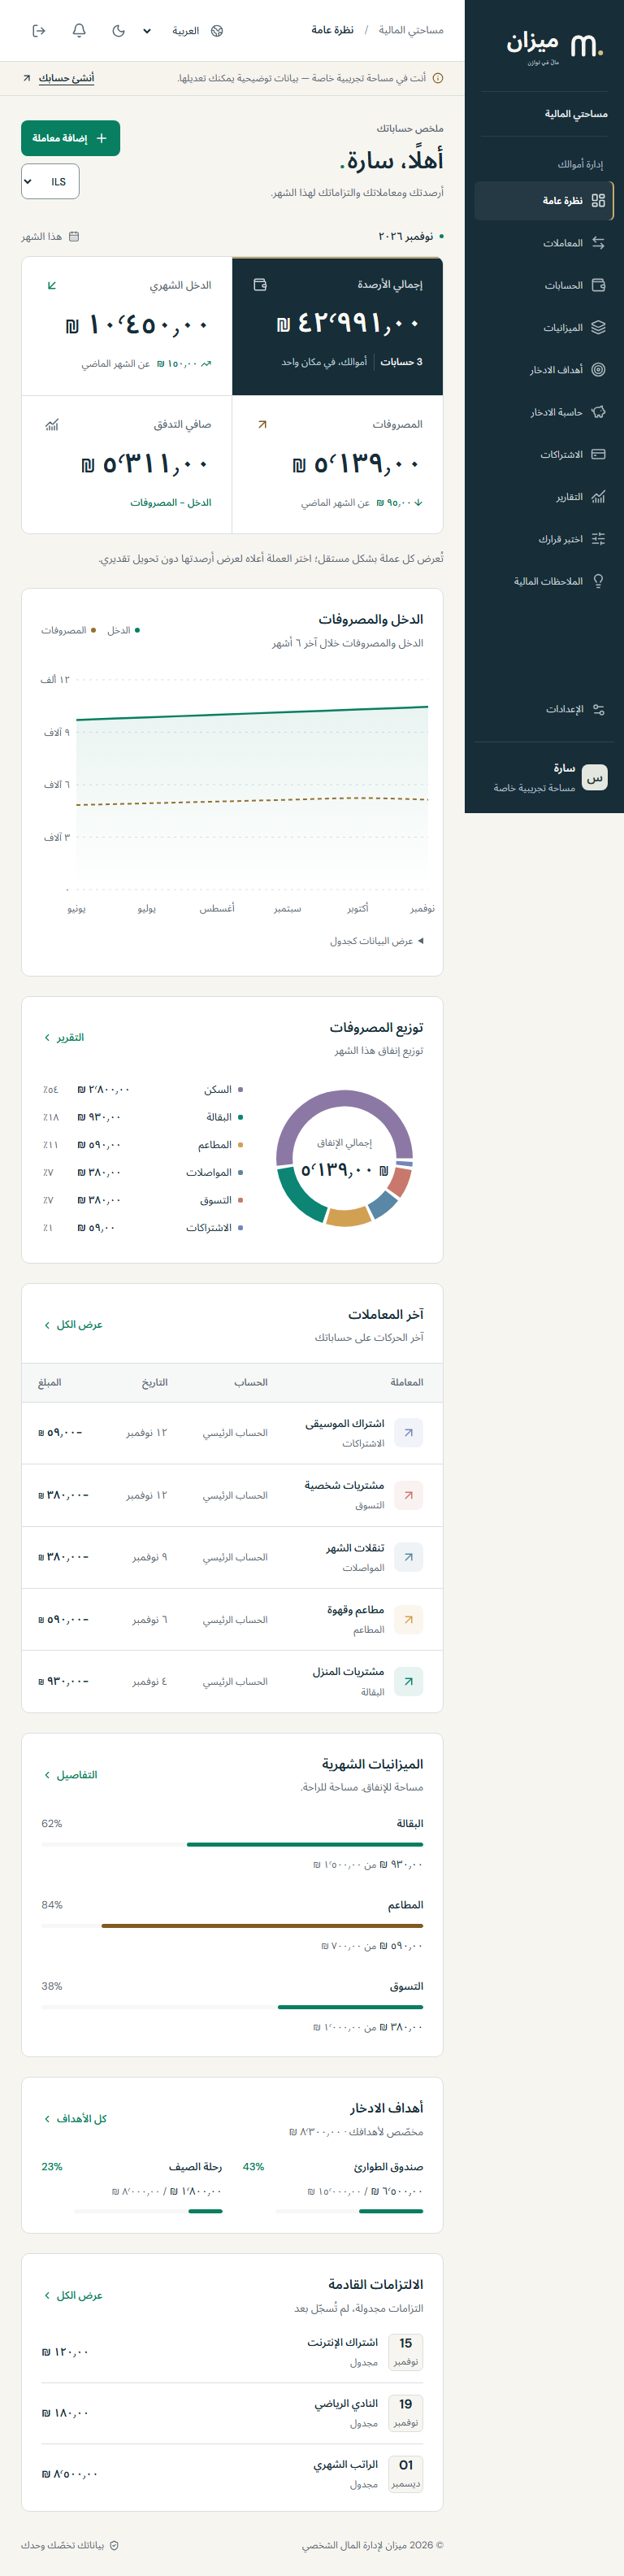 ميزان
مالٌ في توازن
مساحتي المالية
إدارة أموالك
نظرة عامة
المعاملات
الحسابات
الميزانيات
أهداف الادخار
حاسبة الادخار
الاشتراكات
التقارير
اختبر قرارك
الملاحظات المالية
الإعدادات
س
سارة
مساحة تجريبية خاصة
مساحتي المالية / نظرة عامة
العربية
أنت في مساحة تجريبية خاصة — بيانات توضيحية يمكنك تعديلها.
أنشئ حسابك
ملخص حساباتك
أهلًا، سارة.
أرصدتك ومعاملاتك والتزاماتك لهذا الشهر.
إضافة معاملة
ILS
نوفمبر ٢٠٢٦
هذا الشهر
إجمالي الأرصدة
٤٢٬٩٩١٫٠٠ ₪
3 حسابات
أموالك، في مكان واحد
الدخل الشهري
١٠٬٤٥٠٫٠٠ ₪
١٥٠٫٠٠ ₪ عن الشهر الماضي
المصروفات
٥٬١٣٩٫٠٠ ₪
٩٥٫٠٠ ₪ عن الشهر الماضي
صافي التدفق
٥٬٣١١٫٠٠ ₪
الدخل − المصروفات
تُعرض كل عملة بشكل مستقل؛ اختر العملة أعلاه لعرض أرصدتها دون تحويل تقديري.
الدخل والمصروفات
الدخل والمصروفات خلال آخر ٦ أشهر
الدخل
المصروفات
١٢ ألف
٩ آلاف
٦ آلاف
٣ آلاف
٠
نوفمبر
أكتوبر
سبتمبر
أغسطس
يوليو
يونيو
عرض البيانات كجدول
توزيع المصروفات
توزيع إنفاق هذا الشهر
التقرير
إجمالي الإنفاق
٥٬١٣٩٫٠٠ ₪
السكن ٢٬٨٠٠٫٠٠ ₪ ٥٤٪
البقالة ٩٣٠٫٠٠ ₪ ١٨٪
المطاعم ٥٩٠٫٠٠ ₪ ١١٪
المواصلات ٣٨٠٫٠٠ ₪ ٧٪
التسوق ٣٨٠٫٠٠ ₪ ٧٪
الاشتراكات ٥٩٫٠٠ ₪ ١٪
آخر المعاملات
آخر الحركات على حساباتك
عرض الكل
المعاملة الحساب التاريخ المبلغ
اشتراك الموسيقى
الاشتراكات
الحساب الرئيسي ١٢ نوفمبر −٥٩٫٠٠ ₪
مشتريات شخصية
التسوق
الحساب الرئيسي ١٢ نوفمبر −٣٨٠٫٠٠ ₪
تنقلات الشهر
المواصلات
الحساب الرئيسي ٩ نوفمبر −٣٨٠٫٠٠ ₪
مطاعم وقهوة
المطاعم
الحساب الرئيسي ٦ نوفمبر −٥٩٠٫٠٠ ₪
مشتريات المنزل
البقالة
الحساب الرئيسي ٤ نوفمبر −٩٣٠٫٠٠ ₪
الميزانيات الشهرية
مساحة للإنفاق. مساحة للراحة.
التفاصيل
البقالة 62%
٩٣٠٫٠٠ ₪ من ١٬٥٠٠٫٠٠ ₪
المطاعم 84%
٥٩٠٫٠٠ ₪ من ٧٠٠٫٠٠ ₪
التسوق 38%
٣٨٠٫٠٠ ₪ من ١٬٠٠٠٫٠٠ ₪
أهداف الادخار
مخصّص لأهدافك · ٨٬٣٠٠٫٠٠ ₪
كل الأهداف
صندوق الطوارئ 43%
٦٬٥٠٠٫٠٠ ₪ / ١٥٬٠٠٠٫٠٠ ₪
رحلة الصيف 23%
١٬٨٠٠٫٠٠ ₪ / ٨٬٠٠٠٫٠٠ ₪
الالتزامات القادمة
التزامات مجدولة، لم تُسجّل بعد
عرض الكل
15
نوفمبر
اشتراك الإنترنت
مجدول
١٢٠٫٠٠ ₪
19
نوفمبر
النادي الرياضي
مجدول
١٨٠٫٠٠ ₪
01
ديسمبر
الراتب الشهري
مجدول
٨٬٥٠٠٫٠٠ ₪
© 2026 ميزان لإدارة المال الشخصي
بياناتك تخصّك وحدك